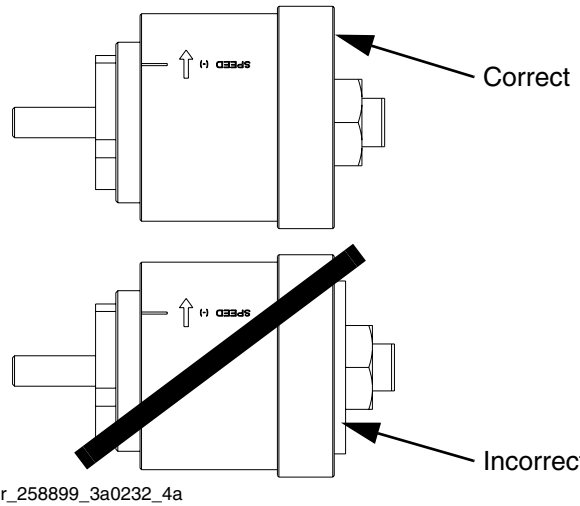 SPEED (-)
Correct
SPEED (-)
Incorrect
r_258899_3a0232_4a